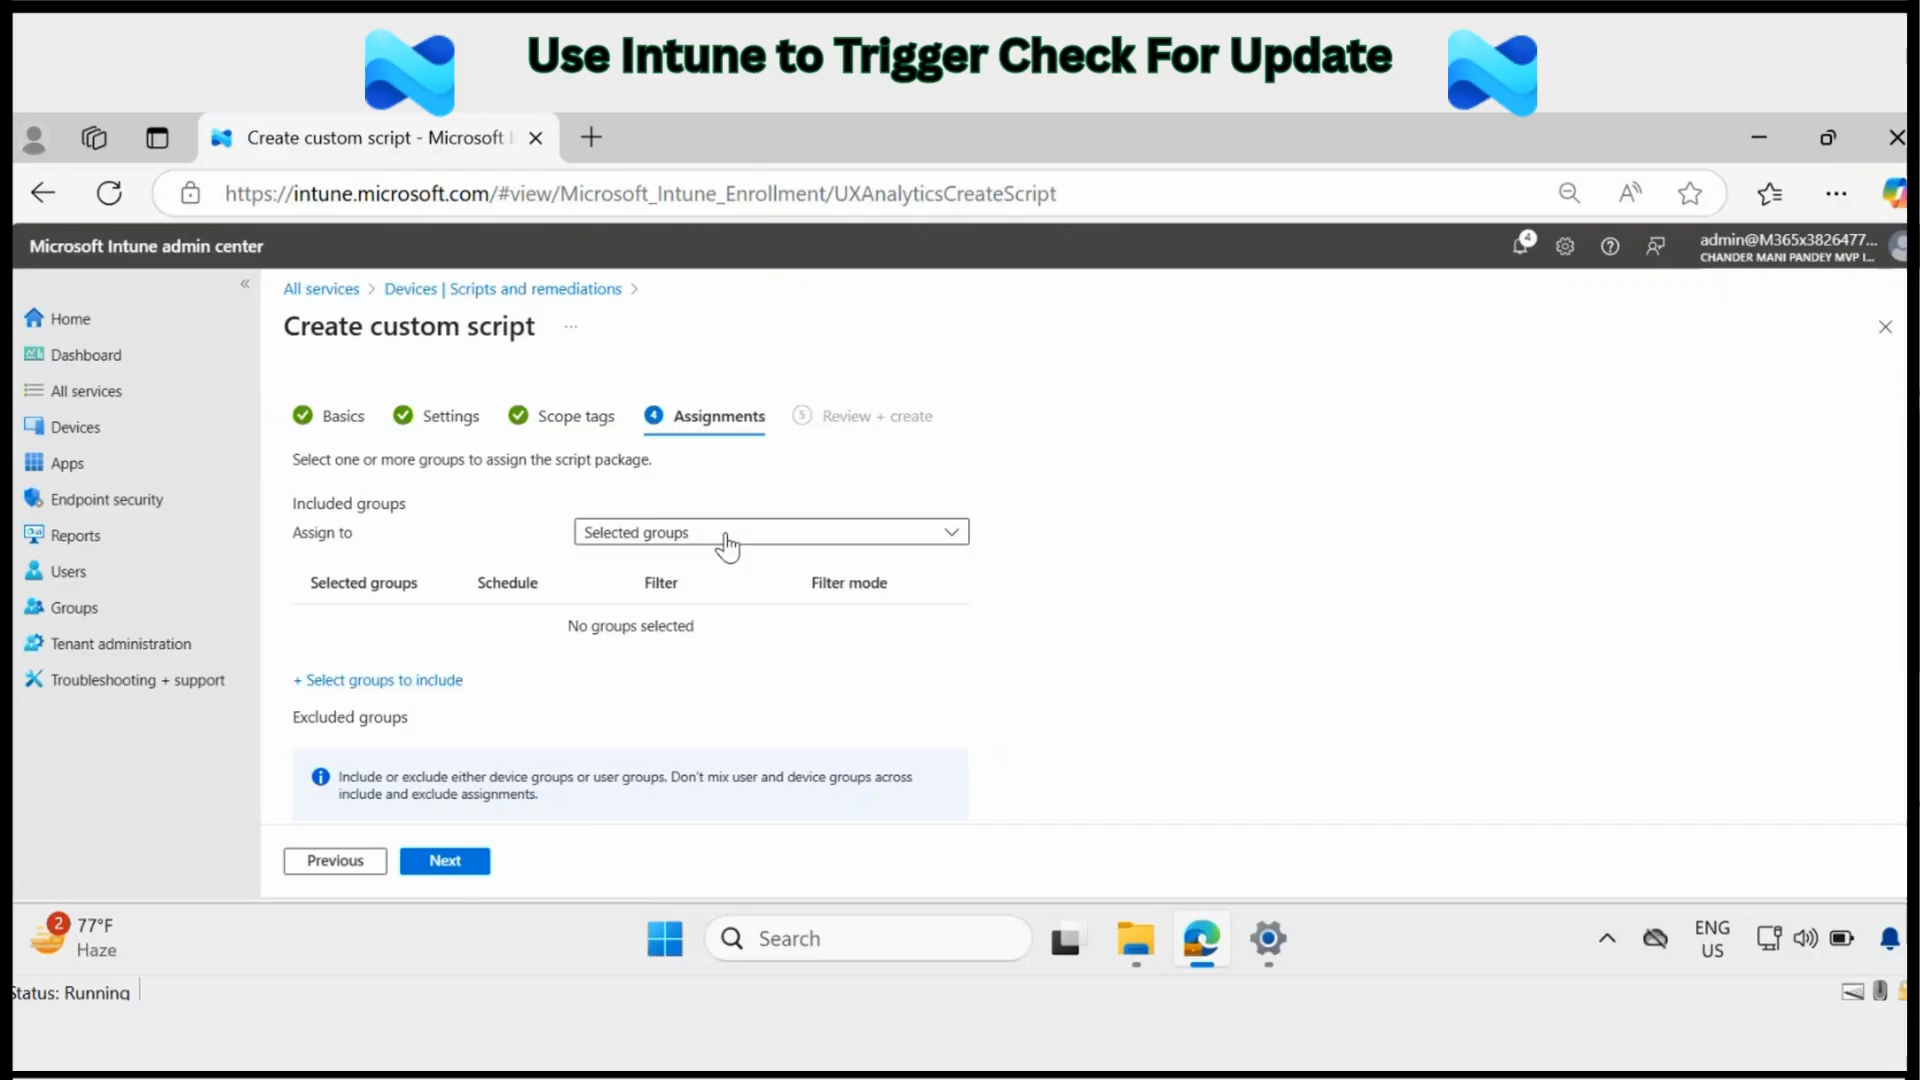 Use Intune to Trigger Check For Update
Create custom script - Microsoft I
https://intune.microsoft.com/#view/Microsoft_Intune_Enrollment/UXAnalyticsCreateScript
Microsoft Intune admin center
4
admin@M365x3826477...
CHANDER MANI PANDEY MVP I...
Home
Dashboard
All services
Devices
Apps
Endpoint security
Reports
Users
Groups
Tenant administration
Troubleshooting + support
All services > Devices | Scripts and remediations >
Create custom script ...
Basics Settings Scope tags 4 Assignments 5 Review + create
Select one or more groups to assign the script package.
Included groups
Assign to Selected groups
Selected groups Schedule Filter Filter mode
No groups selected
+ Select groups to include
Excluded groups
Include or exclude either device groups or user groups. Don't mix user and device groups across
include and exclude assignments.
Previous Next
2
77°F
Haze
Search
ENG
US
Status: Running